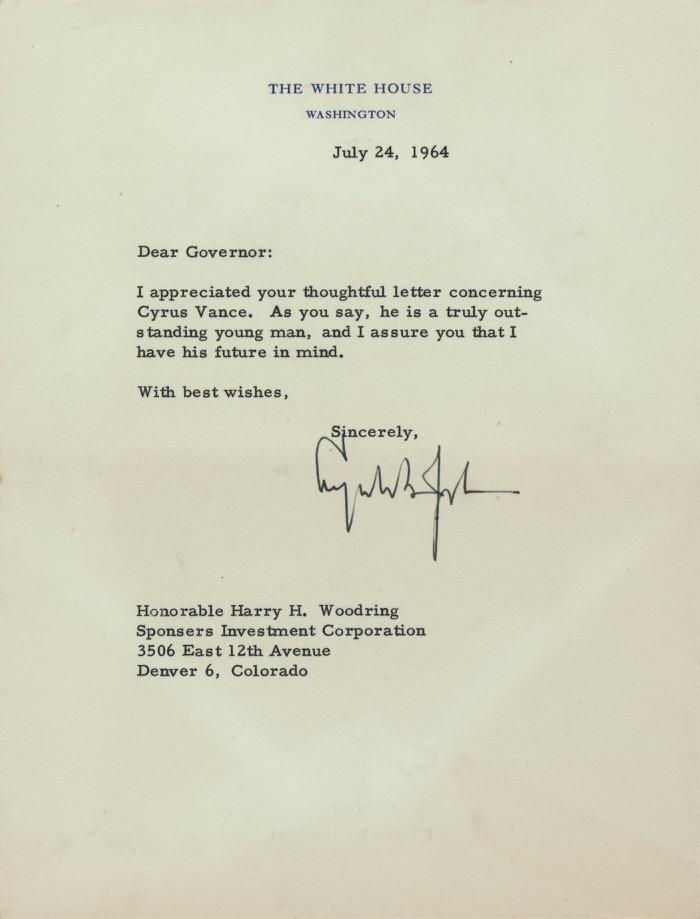 THE WHITE HOUSE
WASHINGTON
July 24, 1964
Dear Governor:
I appreciated your thoughtful letter concerning
Cyrus Vance. As you say, he is a truly out-
standing young man, and I assure you that I
have his future in mind.
With best wishes,
Sincerely,
Honorable Harry H. Woodring
Sponsers Investment Corporation
3506 East 12th Avenue
Denver 6, Colorado